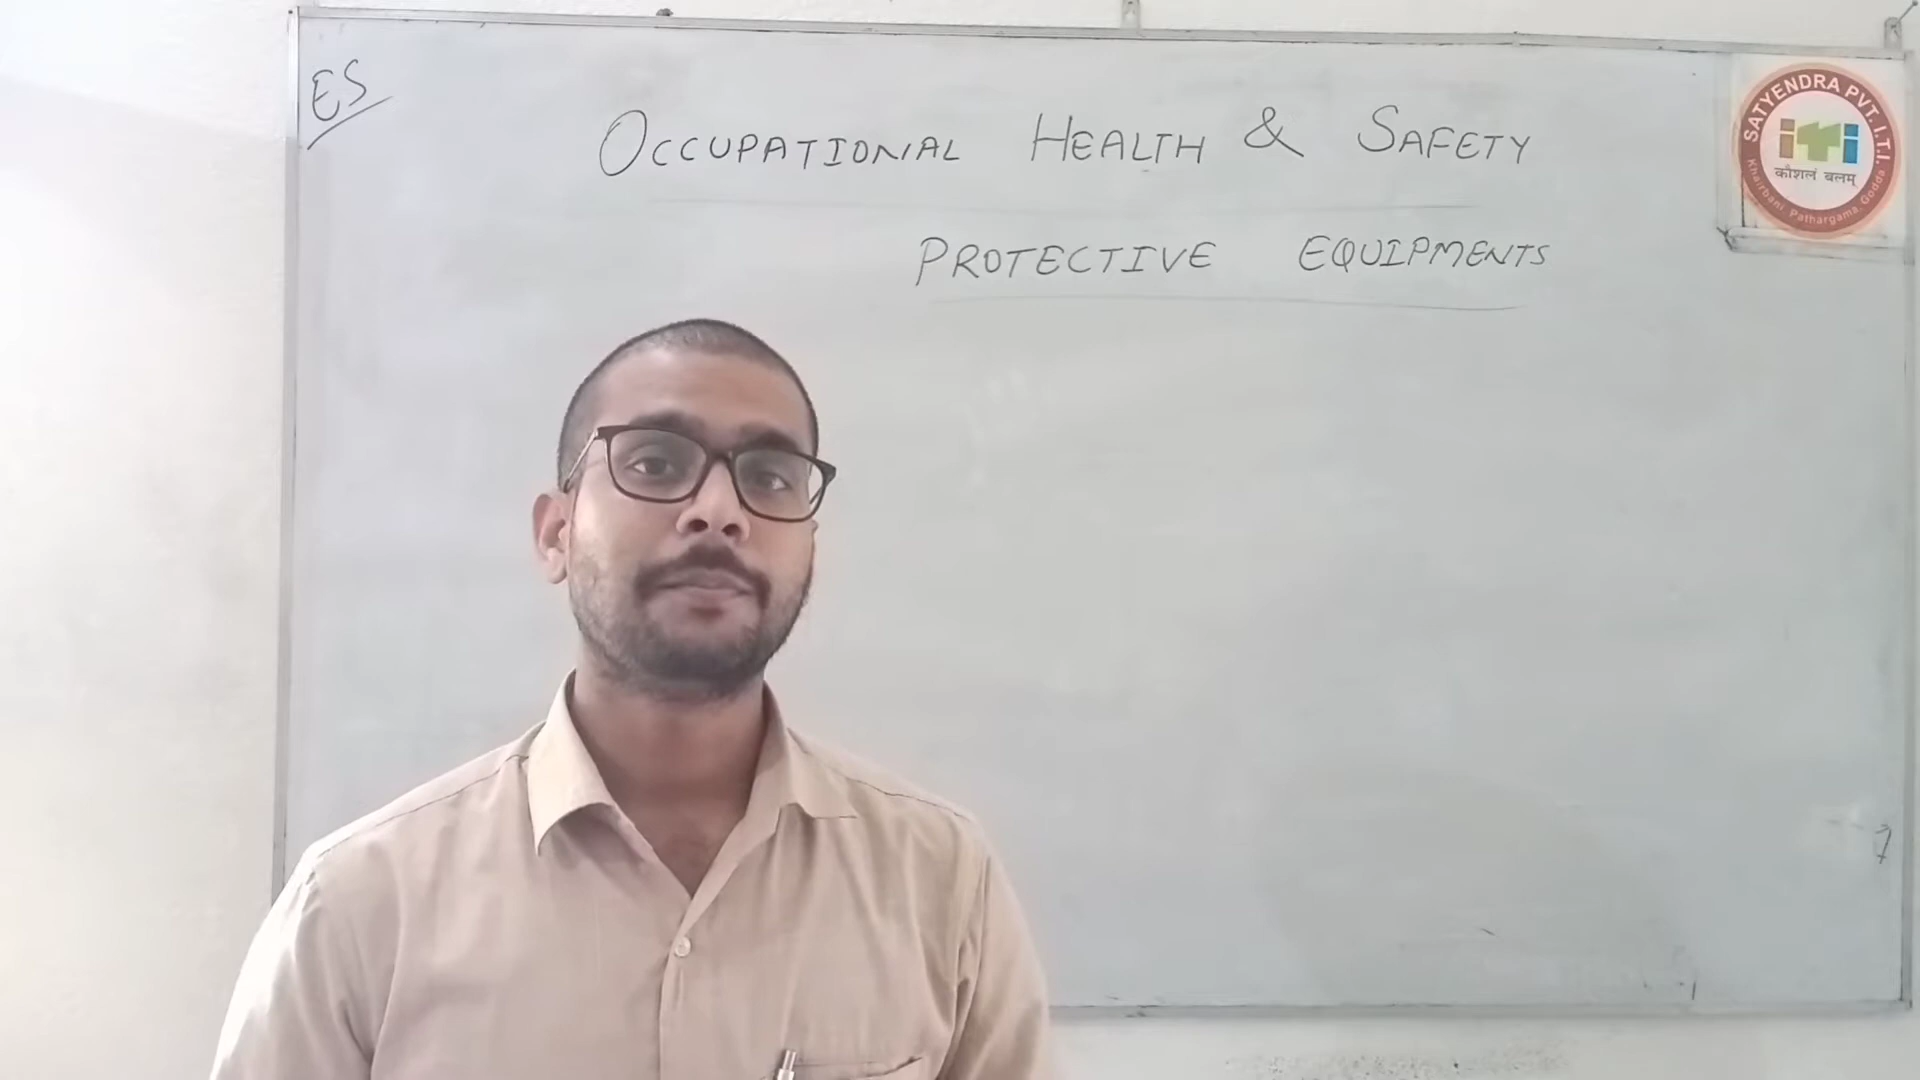 ES
OCCUPATIONAL HEALTH & SAFETY
PROTECTIVE EQUIPMENTS
SATYENDRA PVT. I.T.I.
iTi
कौशलं बलम्
Khairbani Pathargama, Godda